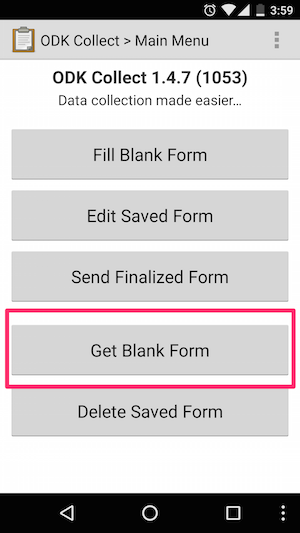 3:59
ODK Collect > Main Menu
ODK Collect 1.4.7 (1053)
Data collection made easier...
Fill Blank Form
Edit Saved Form
Send Finalized Form
Get Blank Form
Delete Saved Form